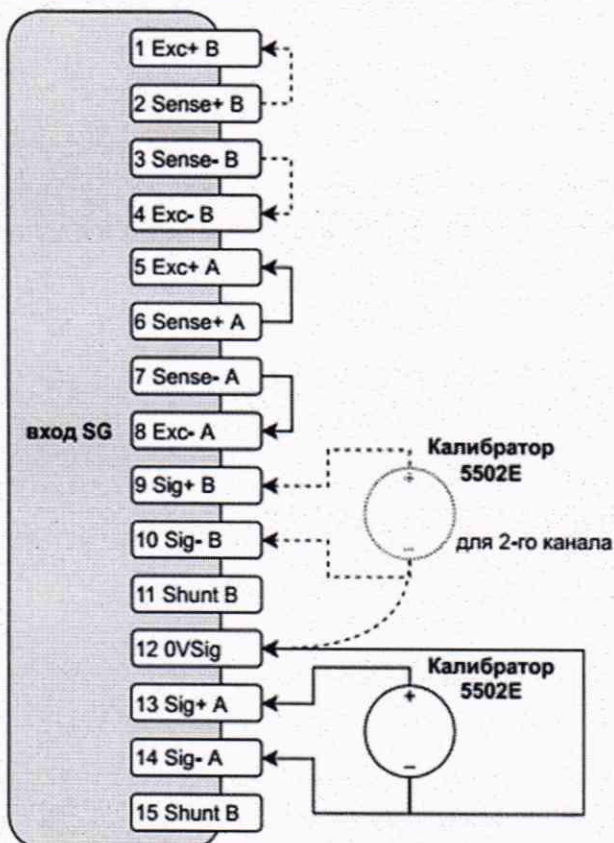 1 Exc+ B
2 Sense+ B
3 Sense- B
4 Exc- B
5 Exc+ A
6 Sense+ A
7 Sense- A
вход SG
8 Exc- A
Калибратор
5502E
9 Sig+ B
+
10 Sig- B
–
для 2-го канала
11 Shunt B
12 0VSig
Калибратор
5502E
13 Sig+ A
+
14 Sig- A
–
15 Shunt B